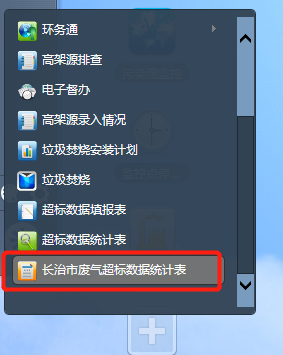 环务通
高架源排查
电子督办
高架源录入情况
垃圾焚烧安装计划
垃圾焚烧
超标数据填报表
超标数据统计表
长治市废气超标数据统计表